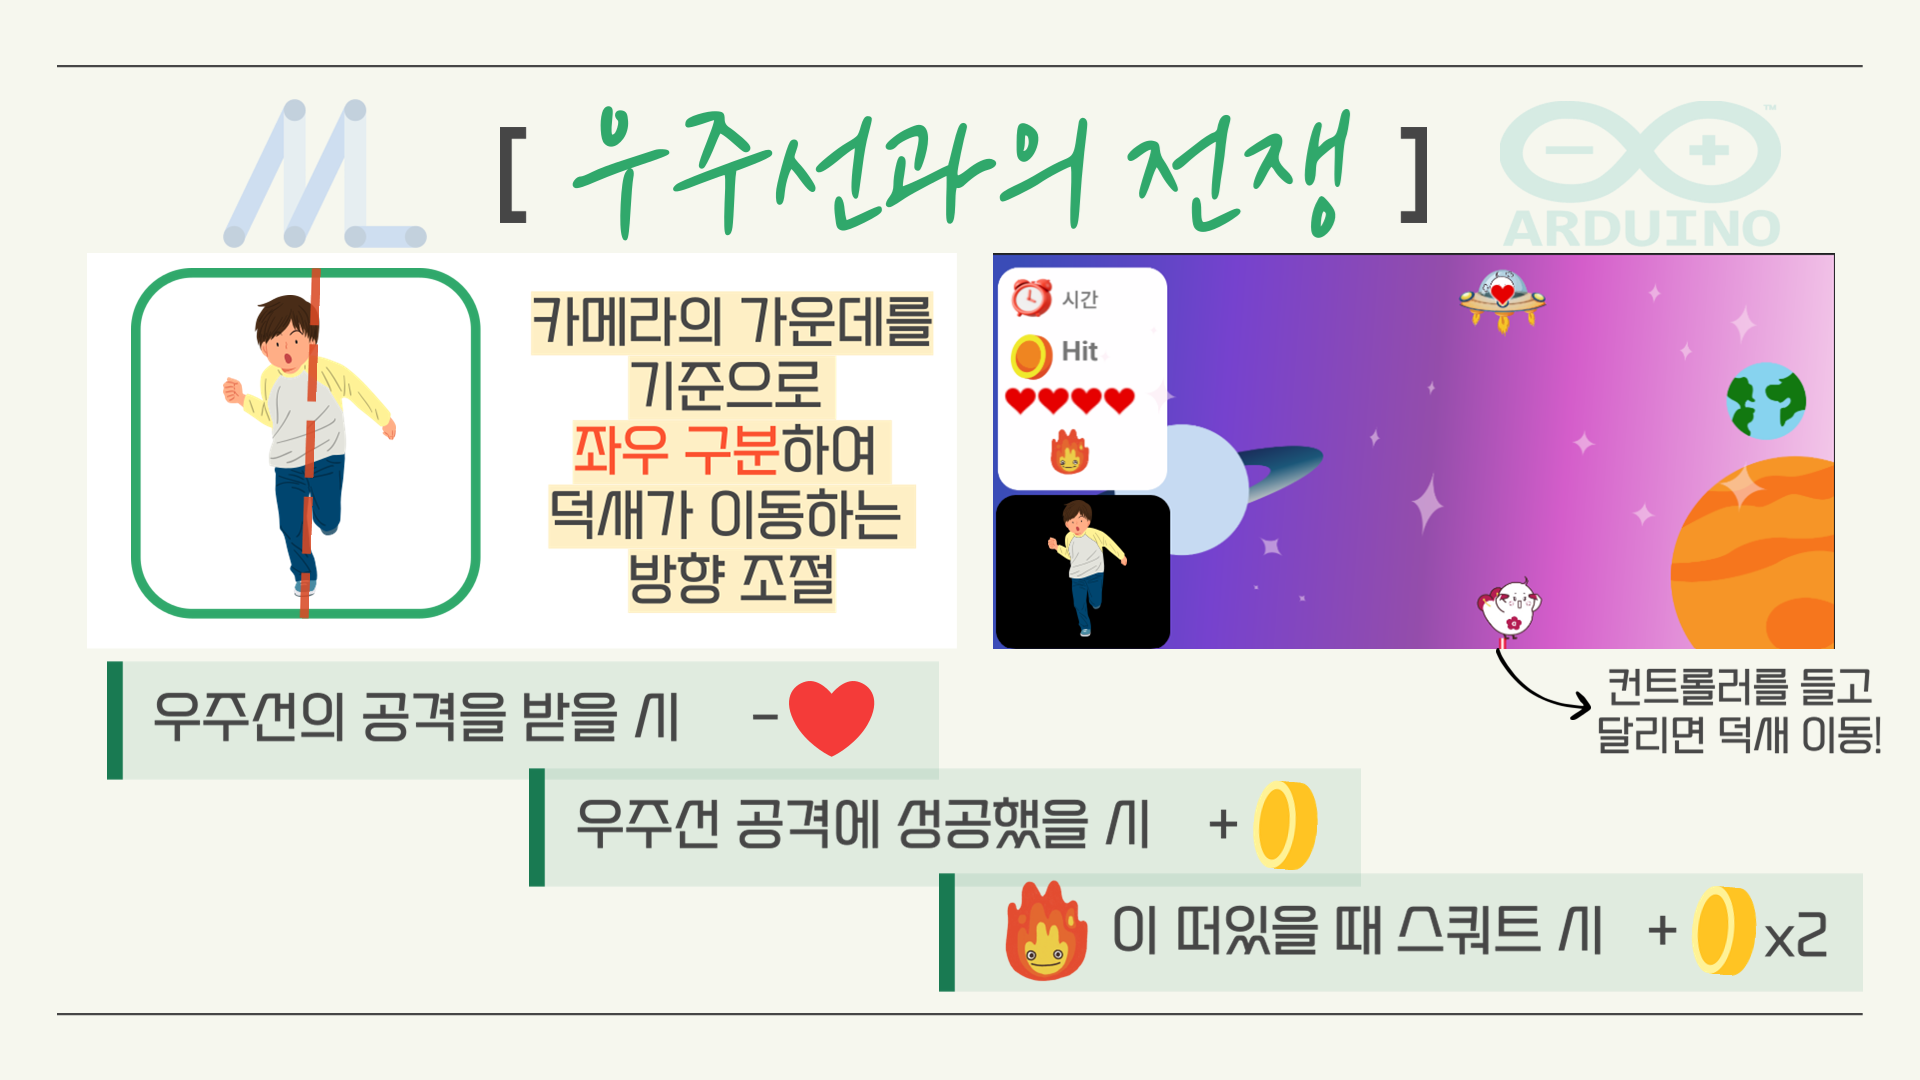 [ 우주선과의 전쟁 ]
ML
ARDUINO
TM
카메라의 가운데를
기준으로
좌우 구분하여
덕새가 이동하는
방향 조절
시간
Hit
컨트롤러를 들고
달리면 덕새 이동!
우주선의 공격을 받을 시 -
우주선 공격에 성공했을 시 +
이 떠있을 때 스쿼트 시 + x2